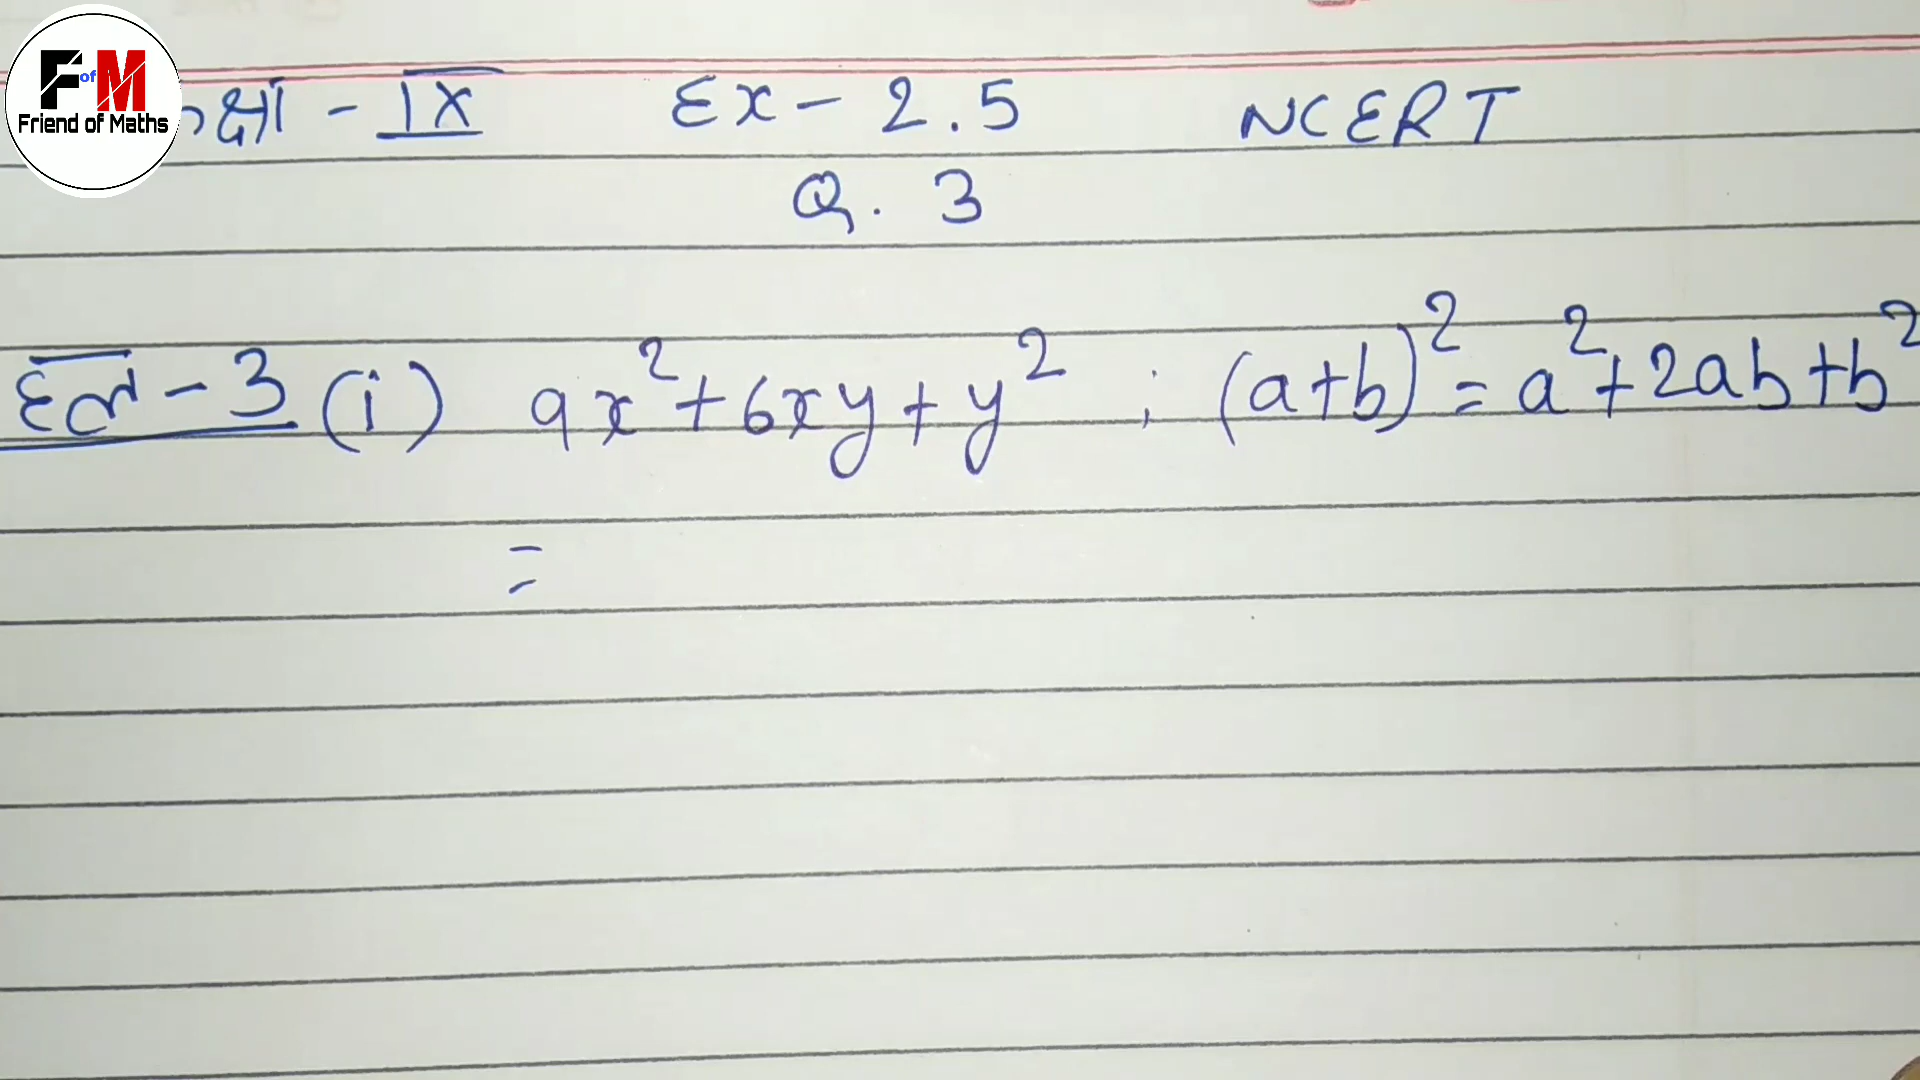 F of M
Friend of Maths
कक्षा - IX Ex - 2.5 NCERT
Q. 3
हल - 3 (i) 9x² + 6xy + y² ; (a+b)² = a² + 2ab + b²
=